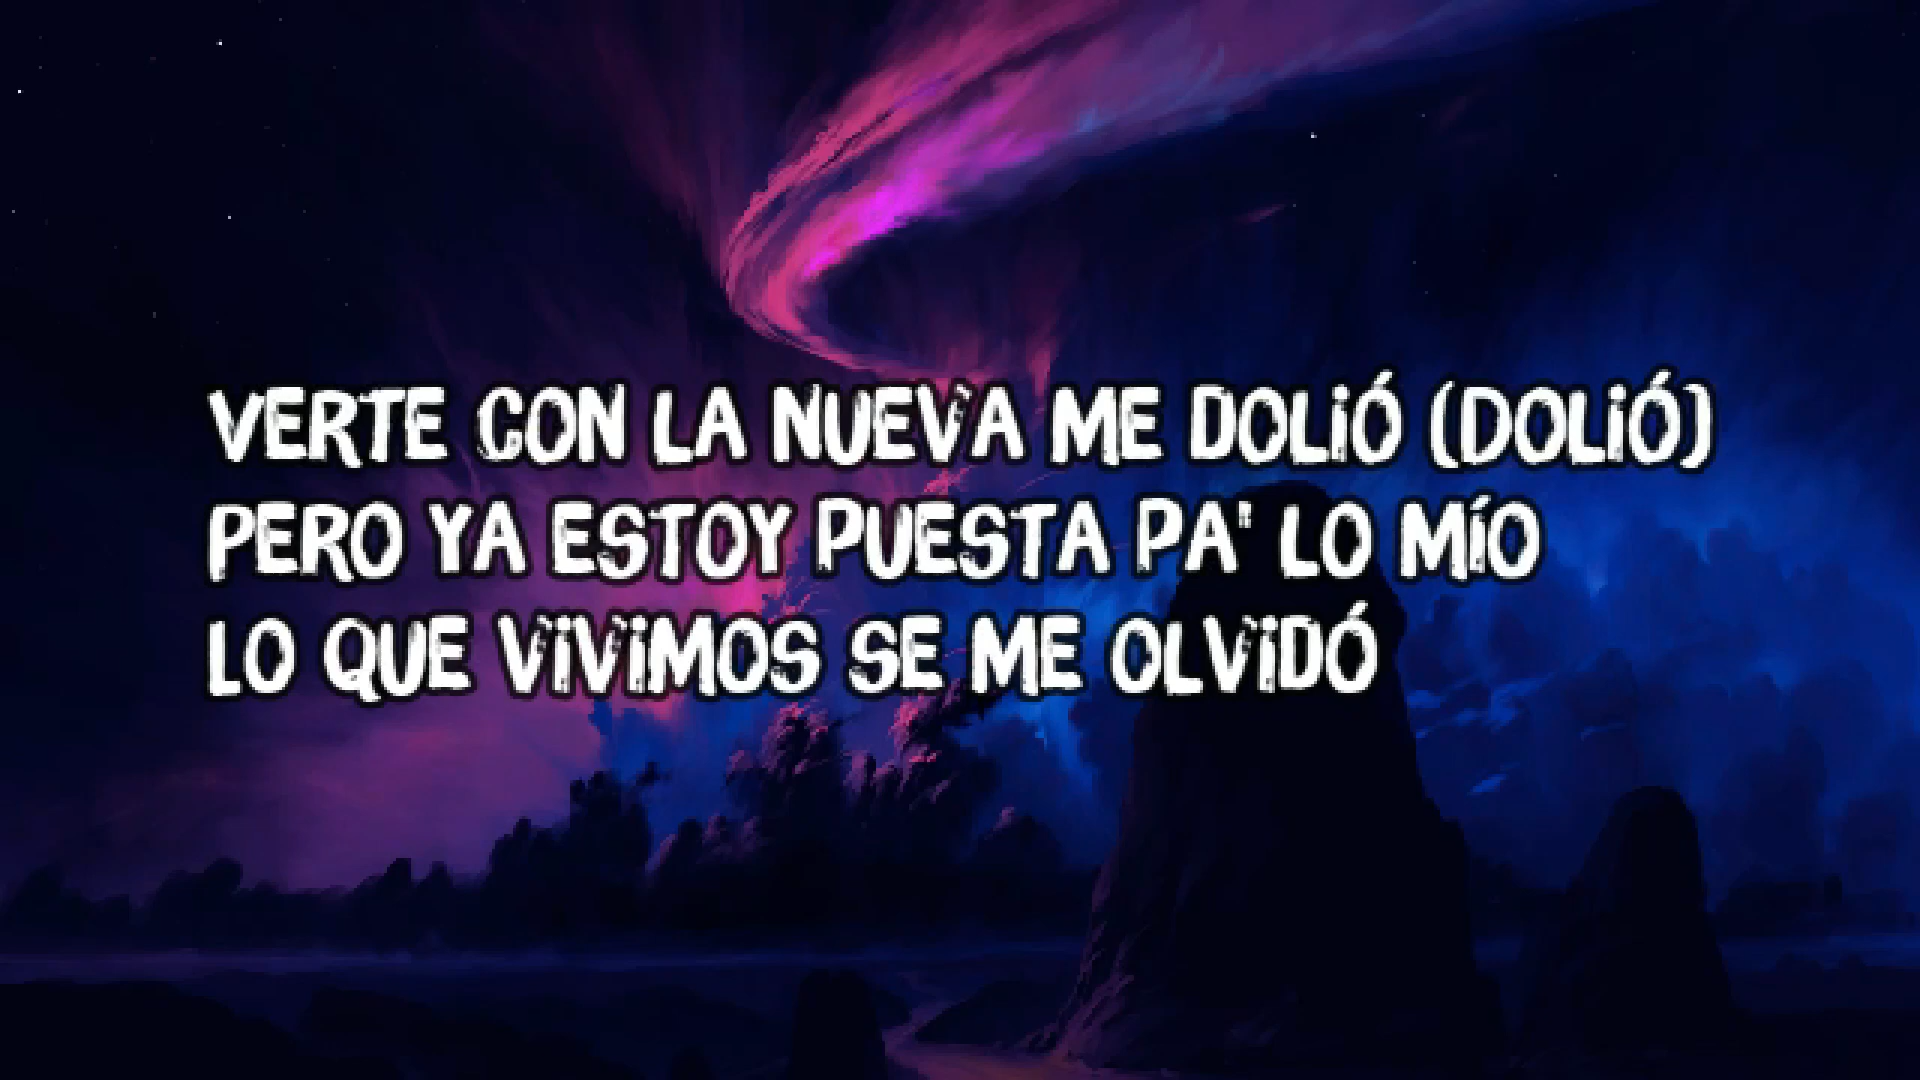 VERTE CON LA NUEVA ME DOLIÓ (DOLIÓ)
PERO YA ESTOY PUESTA PA' LO MÍO
LO QUE VIVIMOS SE ME OLVIDÓ